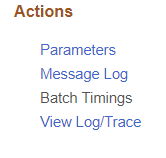 Actions
Parameters
Message Log
Batch Timings
View Log/Trace